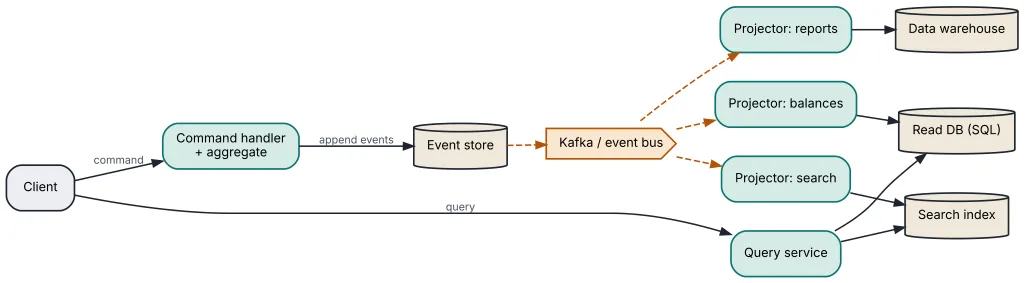 Projector: reports
Data warehouse
Projector: balances
Read DB (SQL)
Command handler
+ aggregate
append events
Event store
Kafka / event bus
command
Client
Projector: search
query
Search index
Query service